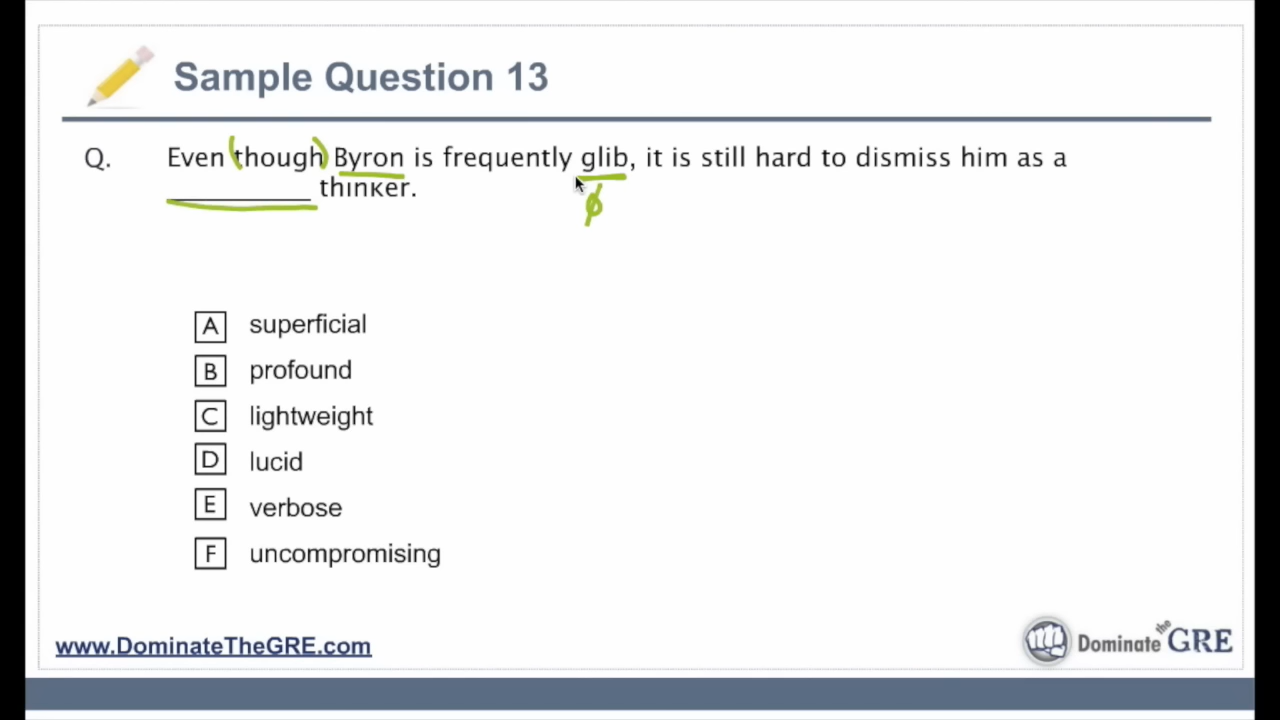 Sample Question 13
Q. Even though Byron is frequently glib, it is still hard to dismiss him as a
____________ thinker.
A superficial
B profound
C lightweight
D lucid
E verbose
F uncompromising
www.DominateTheGRE.com
Dominate the GRE